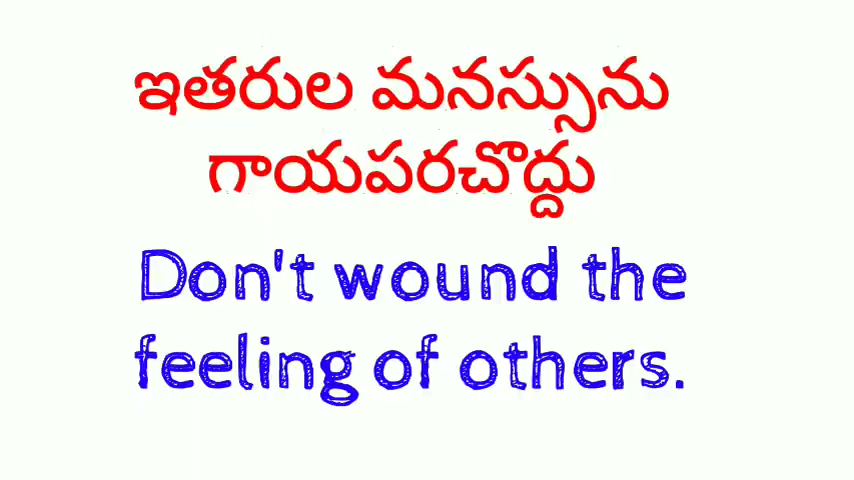 ఇతరుల మనస్సును
గాయపరచొద్దు
Don't wound the
feeling of others.